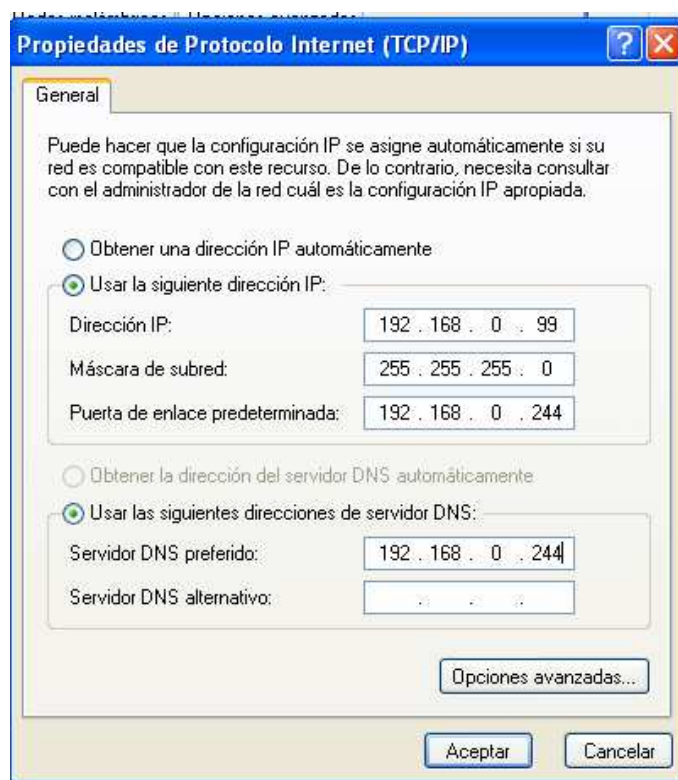 Propiedades de Protocolo Internet (TCP/IP)
General
Puede hacer que la configuración IP se asigne automáticamente si su
red es compatible con este recurso. De lo contrario, necesita consultar
con el administrador de la red cuál es la configuración IP apropiada.
Obtener una dirección IP automáticamente
Usar la siguiente dirección IP:
Dirección IP: 192 . 168 . 0 . 99
Máscara de subred: 255 . 255 . 255 . 0
Puerta de enlace predeterminada: 192 . 168 . 0 . 244
Obtener la dirección del servidor DNS automáticamente
Usar las siguientes direcciones de servidor DNS:
Servidor DNS preferido: 192 . 168 . 0 . 244
Servidor DNS alternativo: . . .
Opciones avanzadas...
Aceptar Cancelar